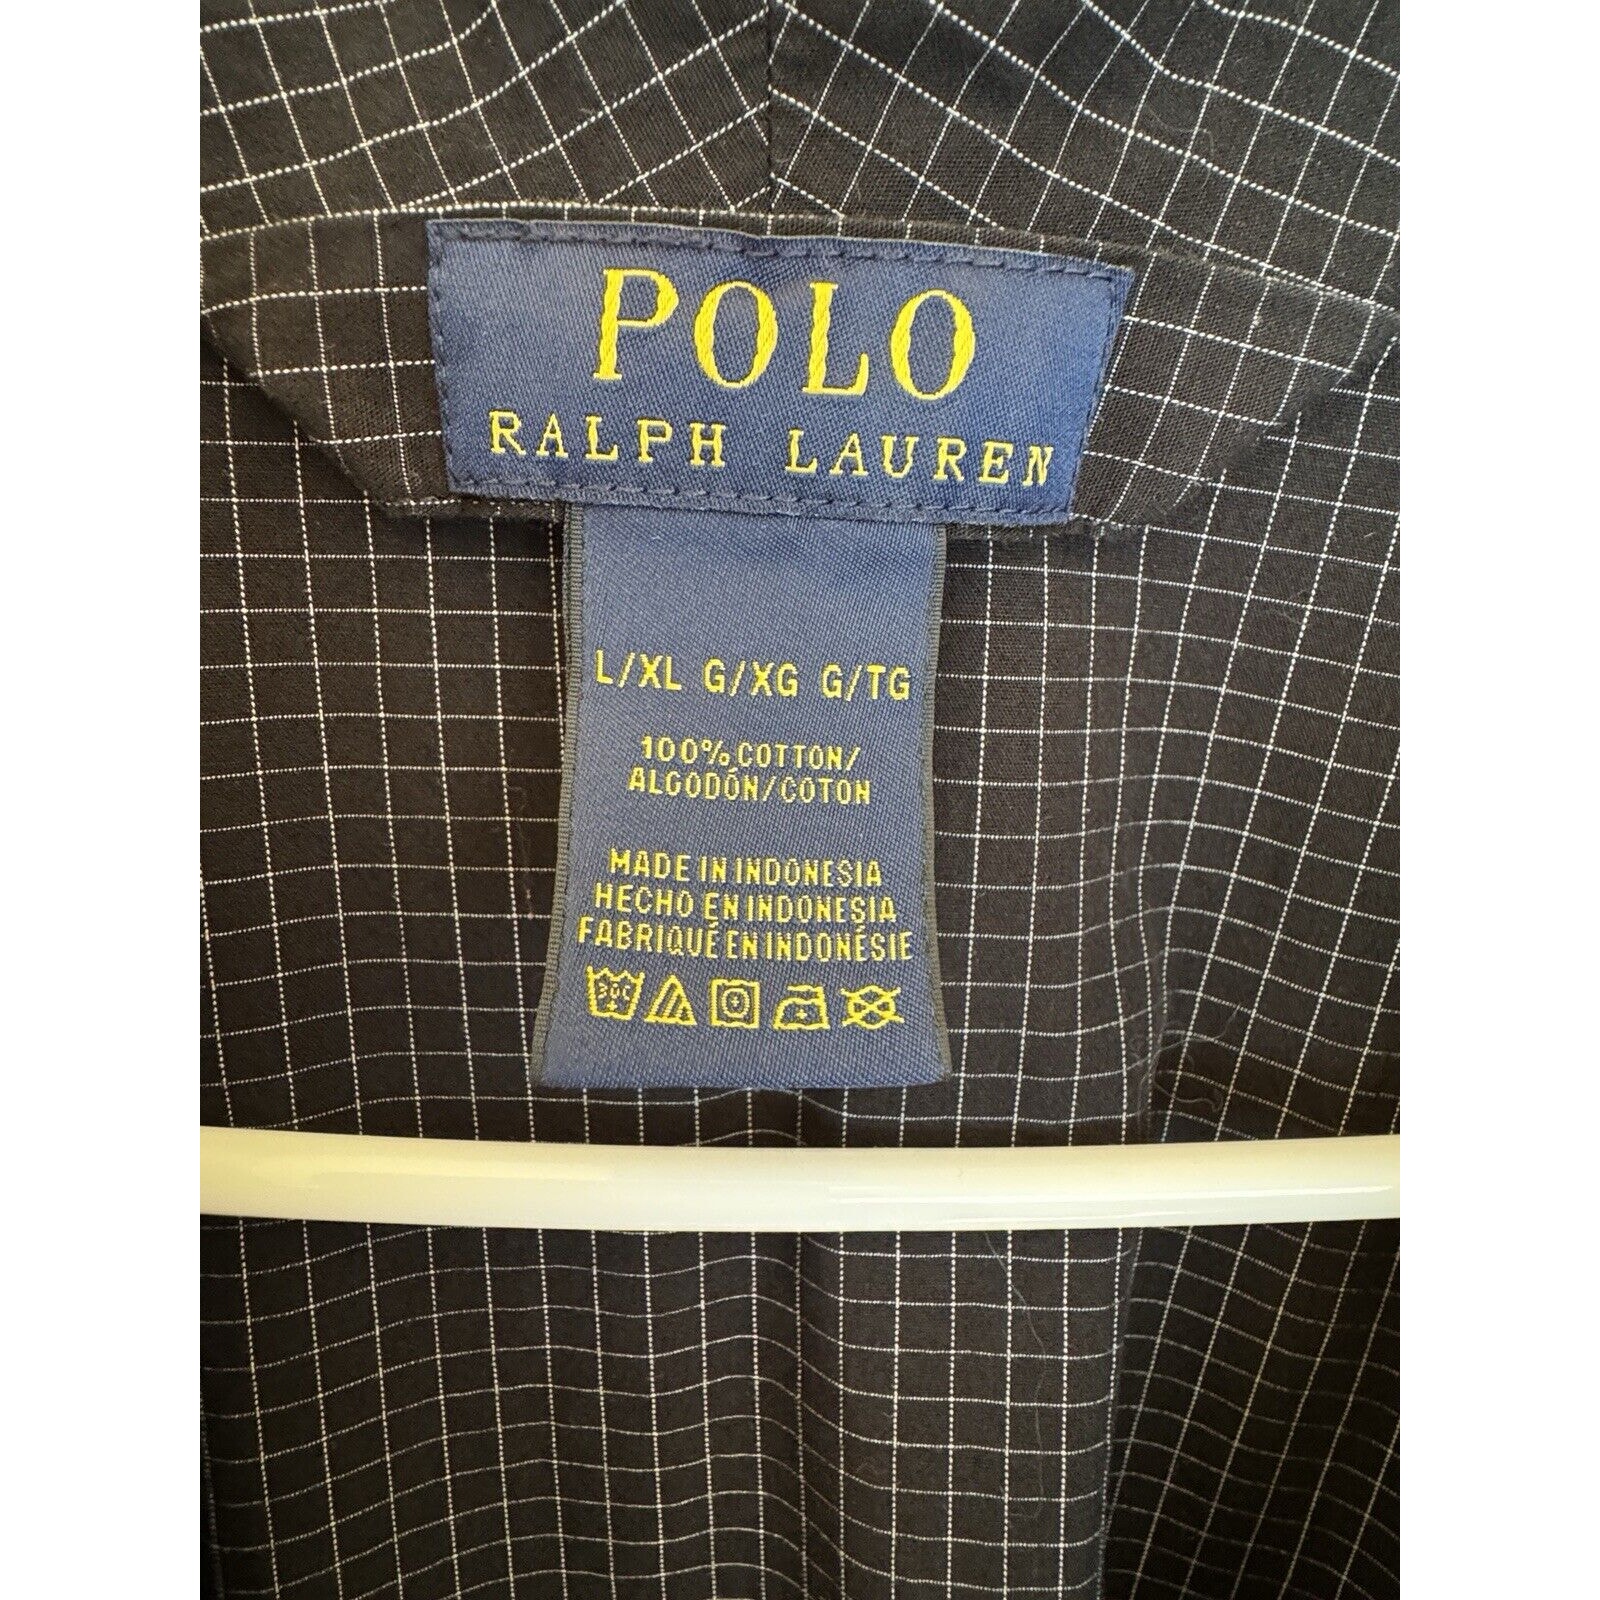 POLO
RALPH LAUREN
L/XL G/XG G/TG
100% COTTON/
ALGODÓN/COTON
MADE IN INDONESIA
HECHO EN INDONESIA
FABRIQUÉ EN INDONÉSIE